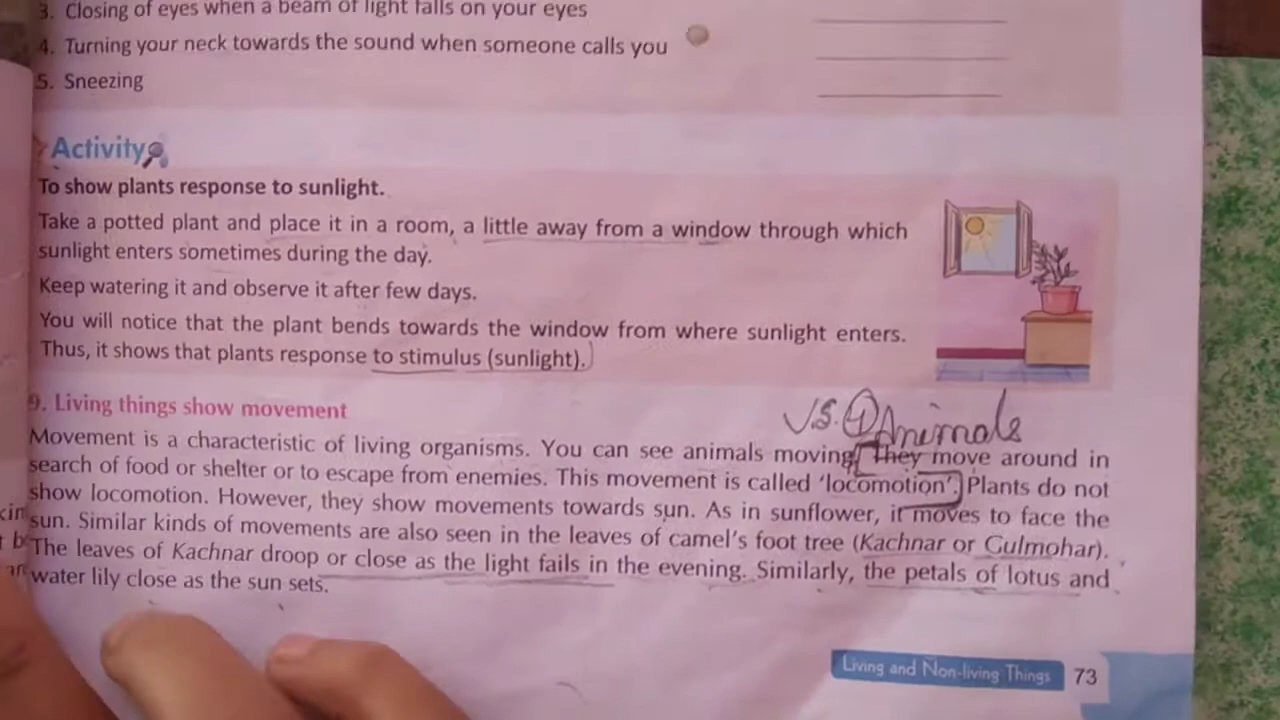 3. Closing of eyes when a beam of light falls on your eyes
4. Turning your neck towards the sound when someone calls you
5. Sneezing
Activity
To show plants response to sunlight.
Take a potted plant and place it in a room, a little away from a window through which
sunlight enters sometimes during the day.
Keep watering it and observe it after few days.
You will notice that the plant bends towards the window from where sunlight enters.
Thus, it shows that plants response to stimulus (sunlight).
9. Living things show movement
V.S. ① Animals
Movement is a characteristic of living organisms. You can see animals moving. They move around in
search of food or shelter or to escape from enemies. This movement is called 'locomotion'. Plants do not
show locomotion. However, they show movements towards sun. As in sunflower, it moves to face the
sun. Similar kinds of movements are also seen in the leaves of camel's foot tree (Kachnar or Gulmohar).
The leaves of Kachnar droop or close as the light fails in the evening. Similarly, the petals of lotus and
water lily close as the sun sets.
Living and Non-living Things 73